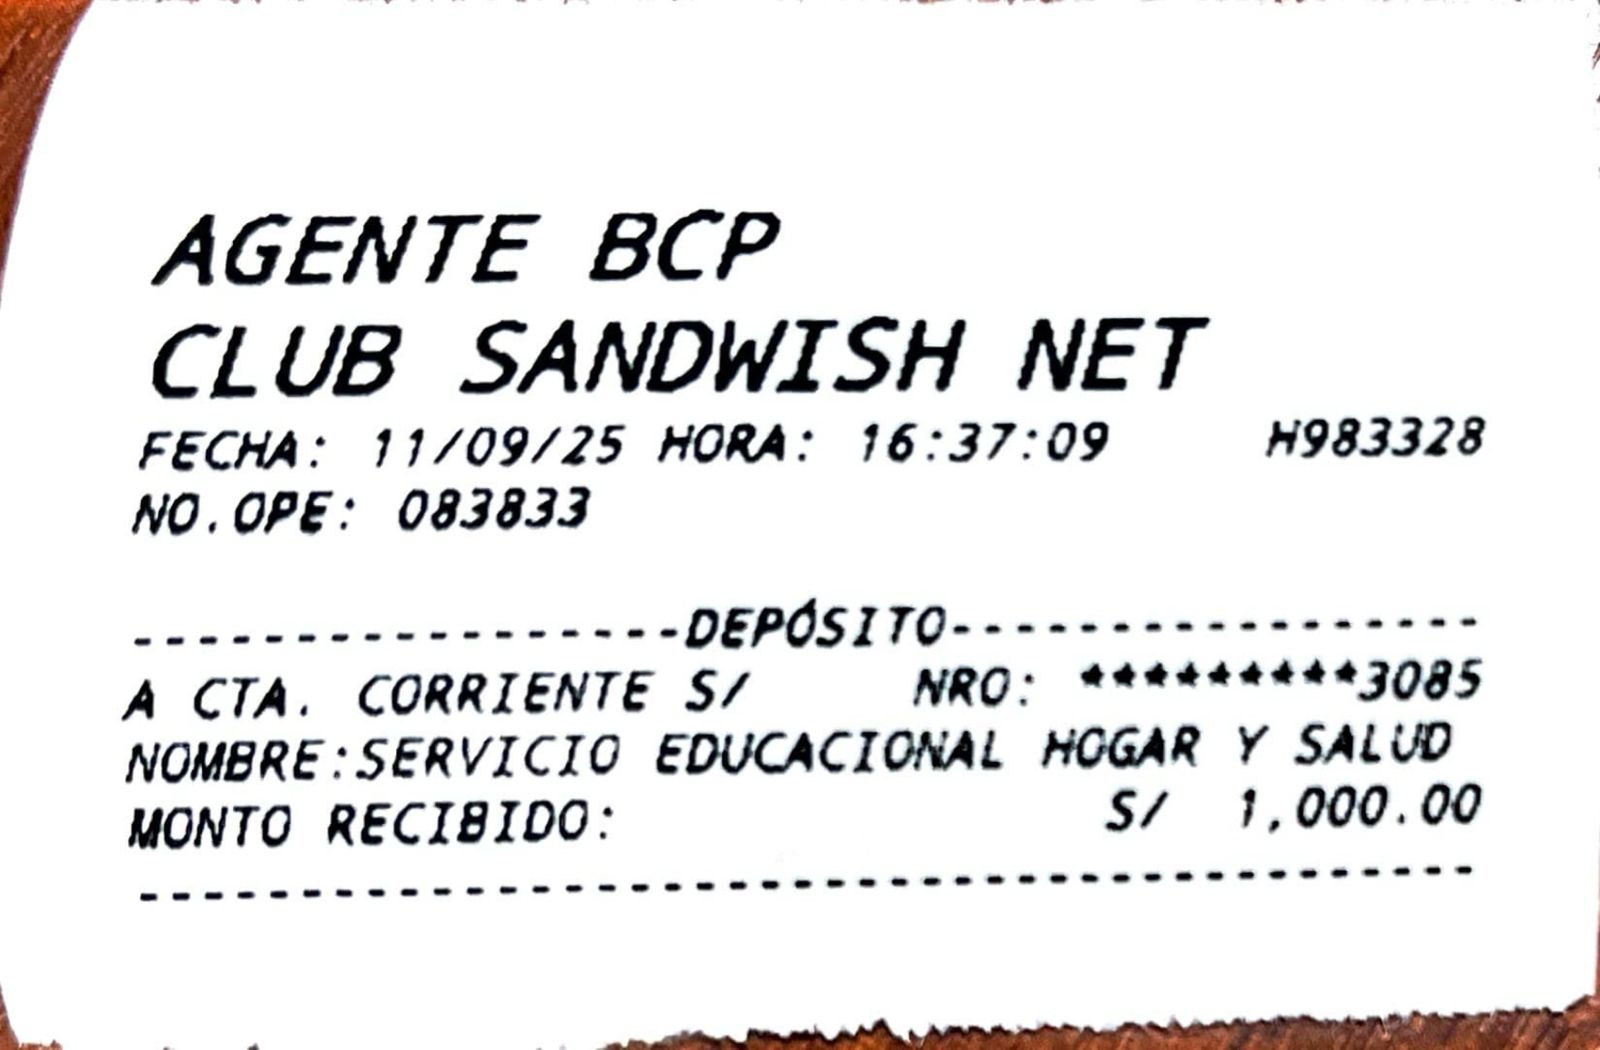 AGENTE BCP
CLUB SANDWISH NET
FECHA: 11/09/25 HORA: 16:37:09 H983328
NO.OPE: 083833
------------------DEPÓSITO------------------
A CTA. CORRIENTE S/ NRO: *********3085
NOMBRE:SERVICIO EDUCACIONAL HOGAR Y SALUD
MONTO RECIBIDO: S/ 1,000.00
--------------------------------------------